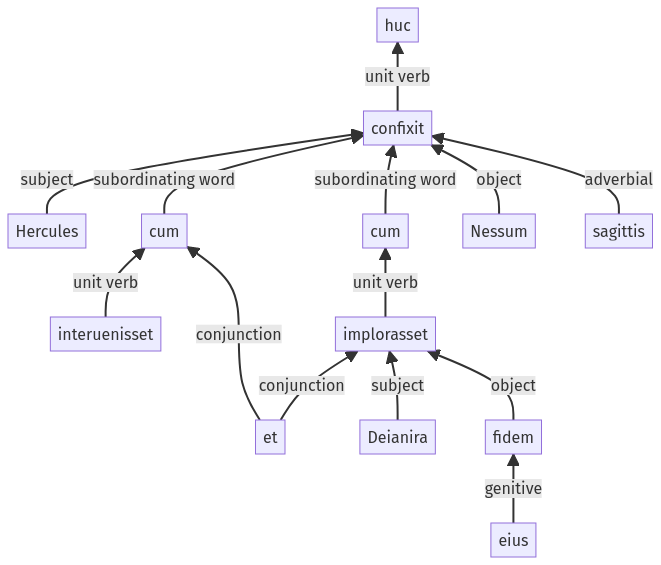 huc
unit verb
confixit
subject subordinating word subordinating word object adverbial
Hercules cum cum Nessum sagittis
unit verb unit verb
interuenisset implorasset
conjunction
conjunction subject object
et Deianira fidem
genitive
eius